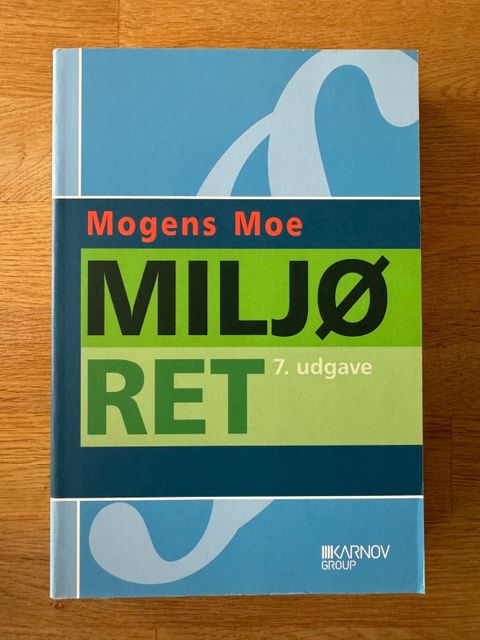 Mogens Moe
MILJØ
RET
7. udgave
KARNOV
GROUP